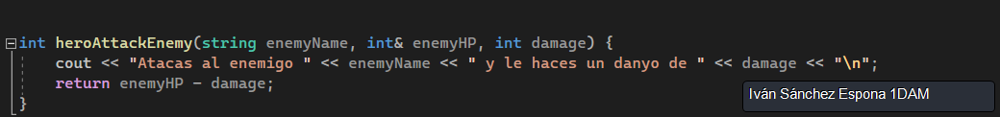 int heroAttackEnemy(string enemyName, int& enemyHP, int damage) {
cout << "Atacas al enemigo " << enemyName << " y le haces un danyo de " << damage << "\n";
return enemyHP - damage;
}
Iván Sánchez Espona 1DAM